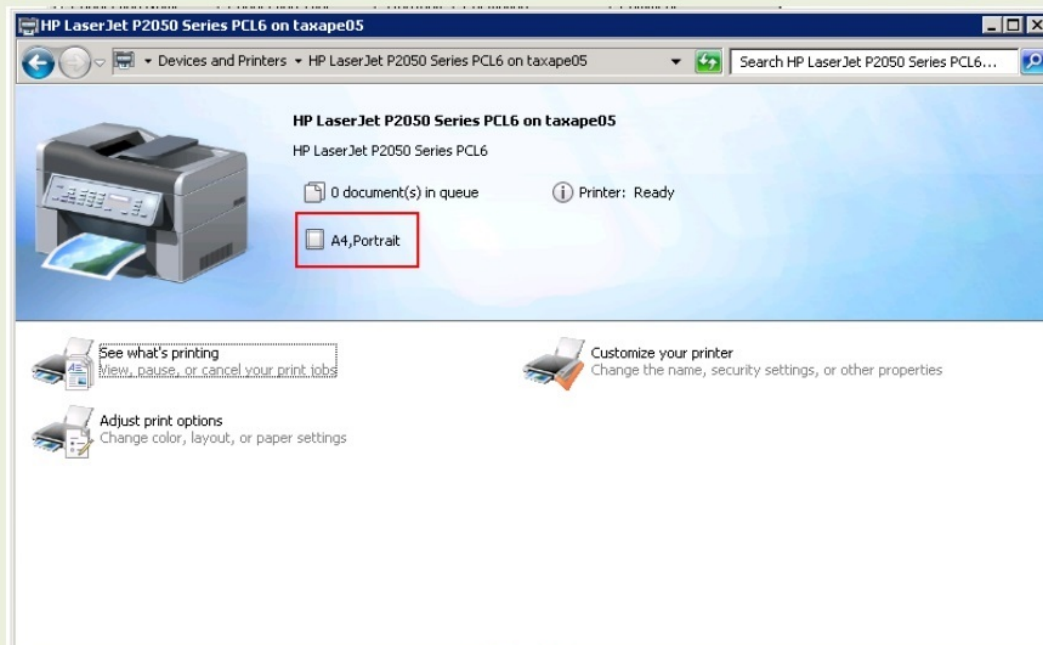 HP LaserJet P2050 Series PCL6 on taxape05
Devices and Printers HP LaserJet P2050 Series PCL6 on taxape05
Search HP LaserJet P2050 Series PCL6...
HP LaserJet P2050 Series PCL6 on taxape05
HP LaserJet P2050 Series PCL6
0 document(s) in queue
Printer: Ready
A4,Portrait
See what's printing
View, pause, or cancel your print jobs
Customize your printer
Change the name, security settings, or other properties
Adjust print options
Change color, layout, or paper settings